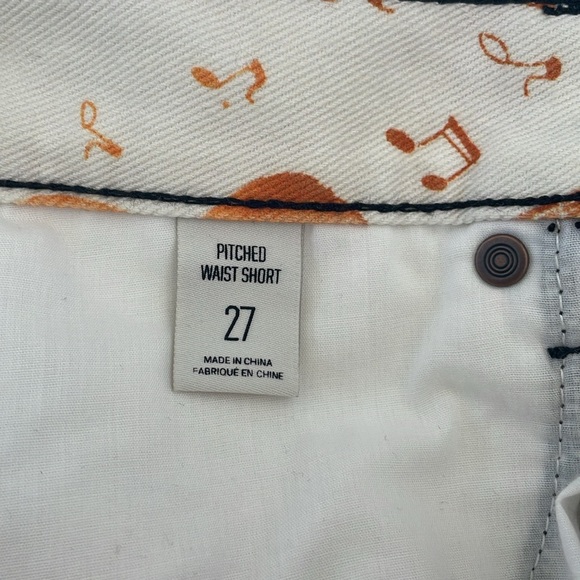 PITCHED
WAIST SHORT
27
MADE IN CHINA
FABRIQUÉ EN CHINE